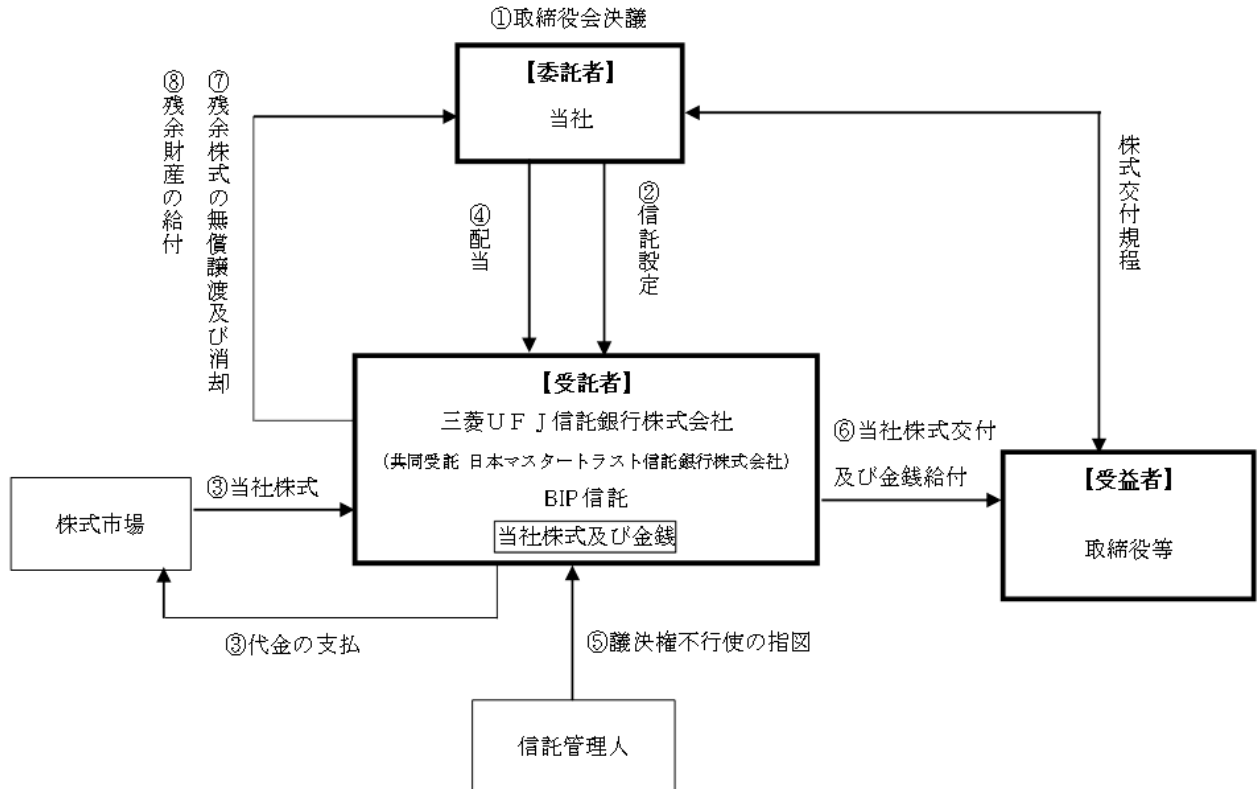 ①取締役会決議
【委託者】
当社
⑧残余財産の給付
⑦残余株式の無償譲渡及び消却
④配当
②信託設定
株式交付規程
【受託者】
三菱ＵＦＪ信託銀行株式会社
(共同受託 日本マスタートラスト信託銀行株式会社)
BIP信託
当社株式及び金銭
③当社株式
株式市場
⑥当社株式交付
及び金銭給付
【受益者】
取締役等
③代金の支払
⑤議決権不行使の指図
信託管理人